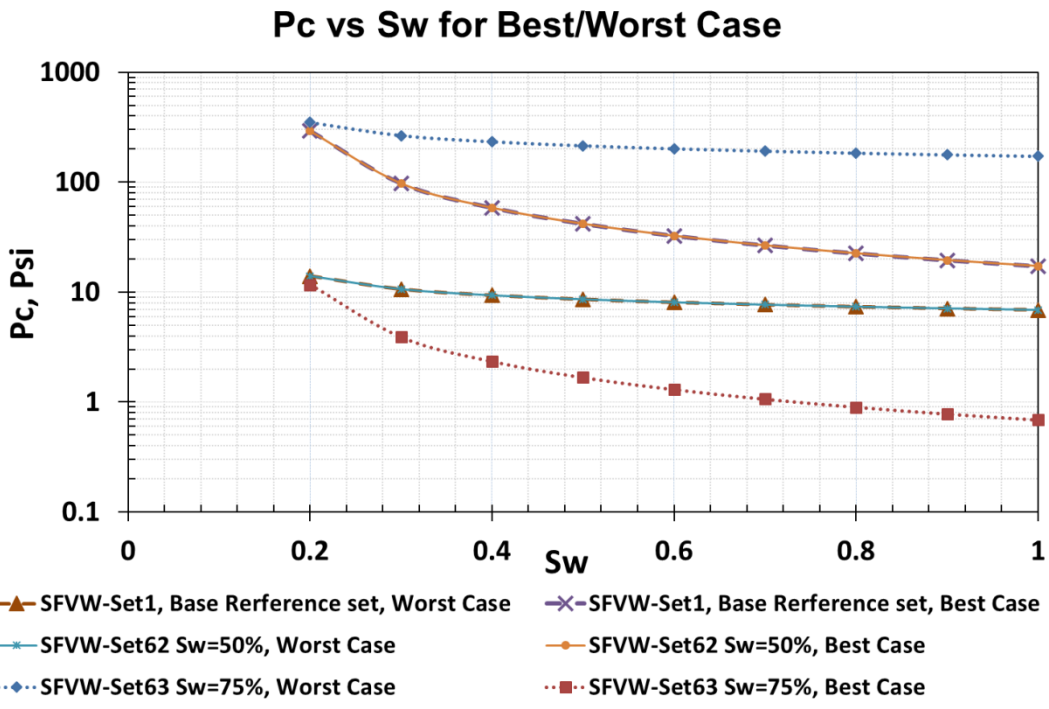 Pc vs Sw for Best/Worst Case
1000
100
10
1
0.1
Pc, Psi
0 0.2 0.4 0.6 0.8 1
Sw
SFVW-Set1, Base Rerference set, Worst Case
SFVW-Set1, Base Rerference set, Best Case
SFVW-Set62 Sw=50%, Worst Case
SFVW-Set62 Sw=50%, Best Case
SFVW-Set63 Sw=75%, Worst Case
SFVW-Set63 Sw=75%, Best Case